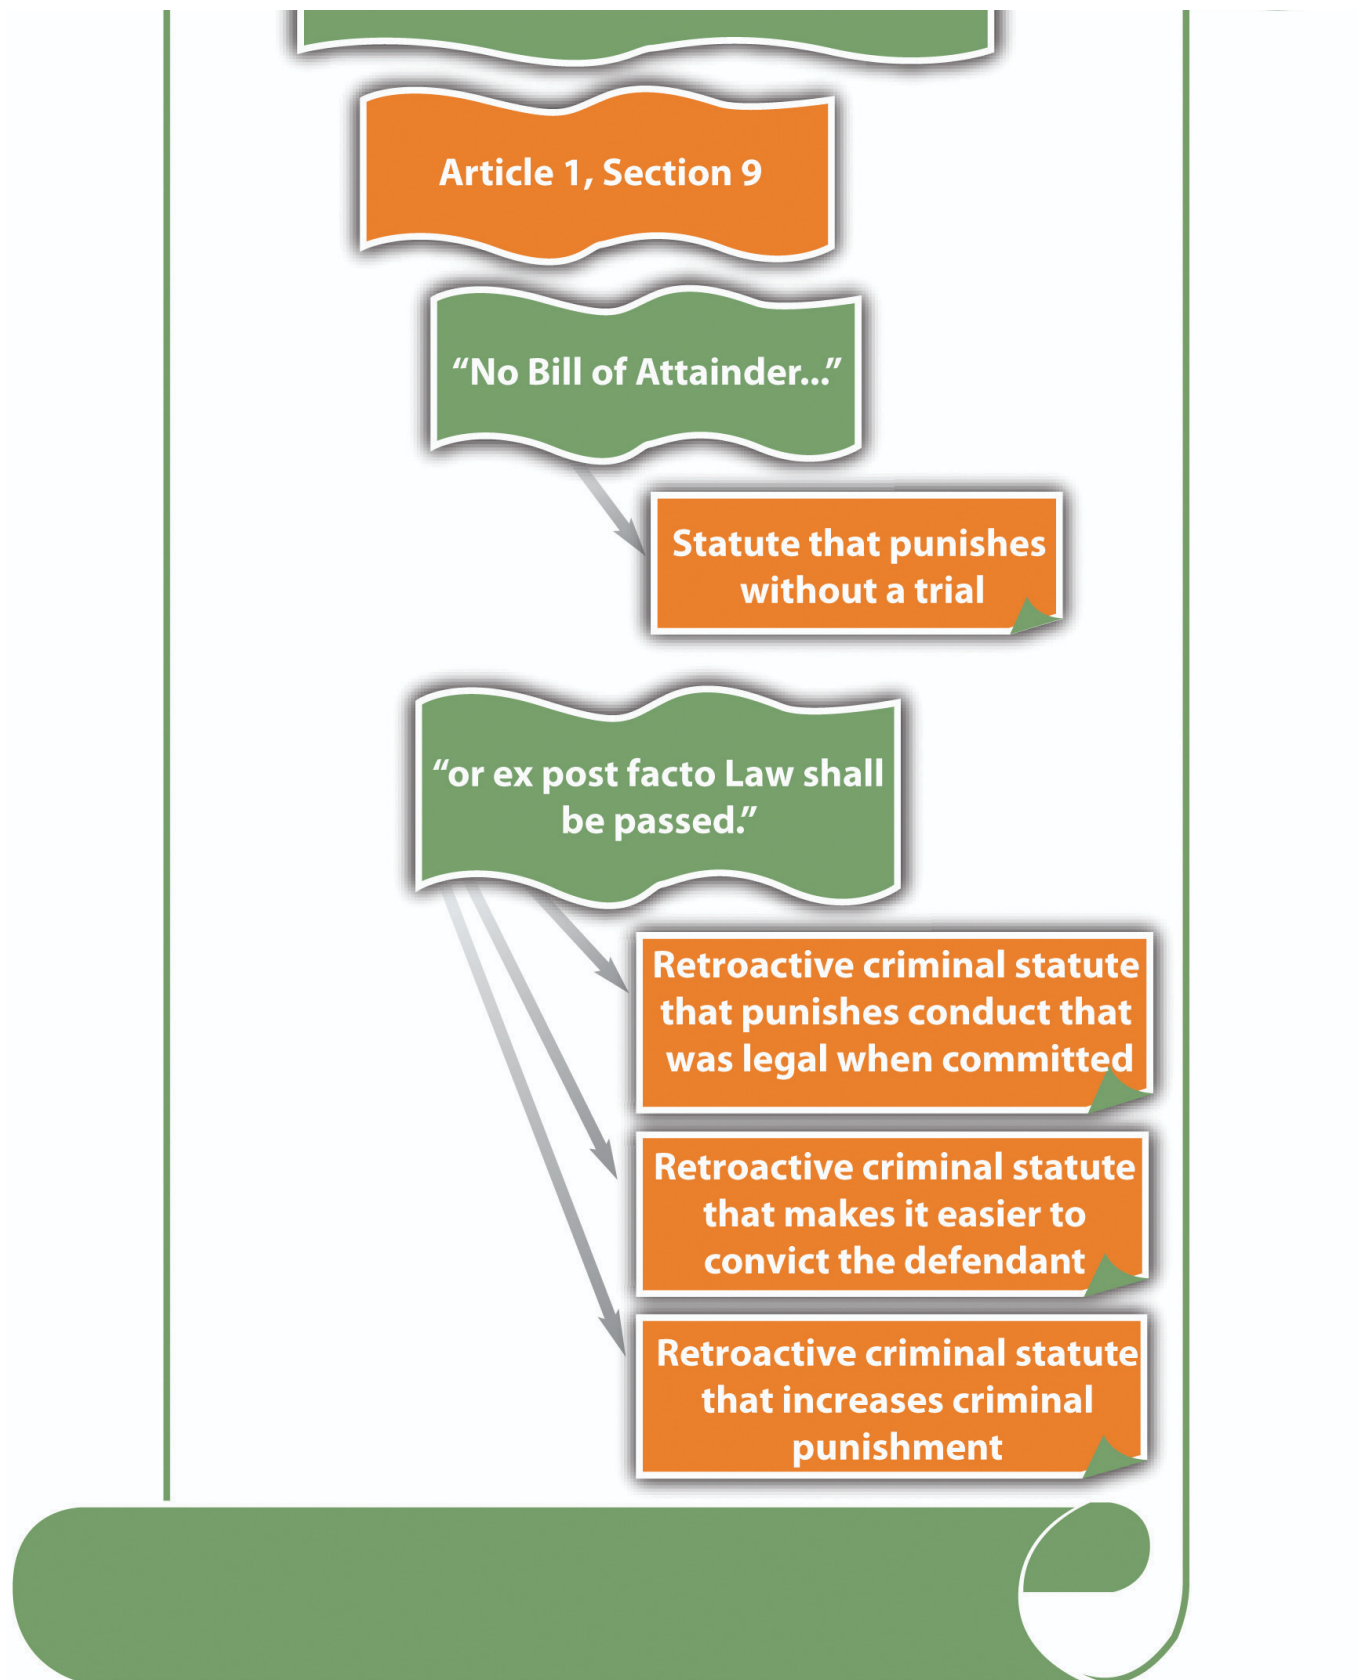 Article 1, Section 9
“No Bill of Attainder...”
Statute that punishes
without a trial
“or ex post facto Law shall
be passed.”
Retroactive criminal statute
that punishes conduct that
was legal when committed
Retroactive criminal statute
that makes it easier to
convict the defendant
Retroactive criminal statute
that increases criminal
punishment